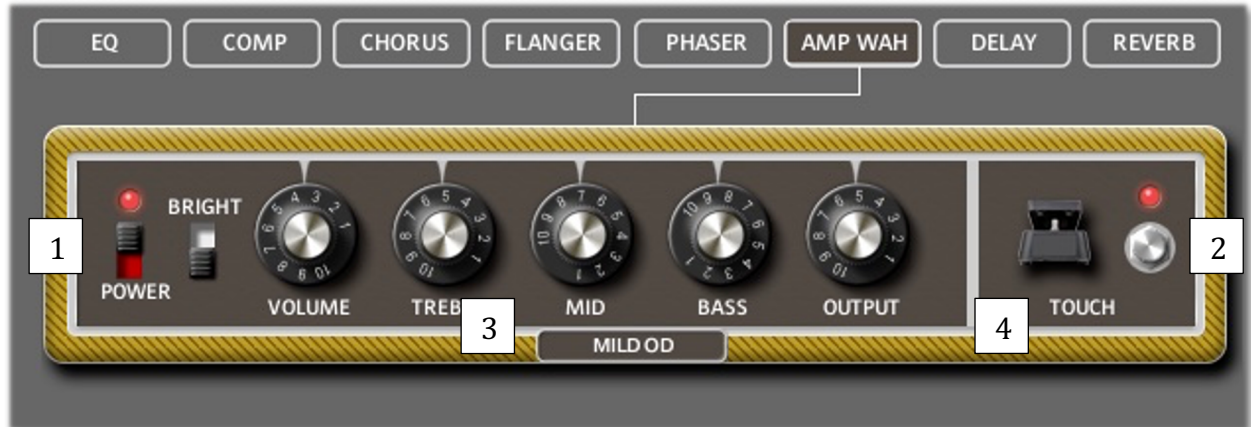 EQ COMP CHORUS FLANGER PHASER AMP WAH DELAY REVERB
BRIGHT
1 2
POWER VOLUME TREB MID BASS OUTPUT TOUCH
3 4
MILD OD